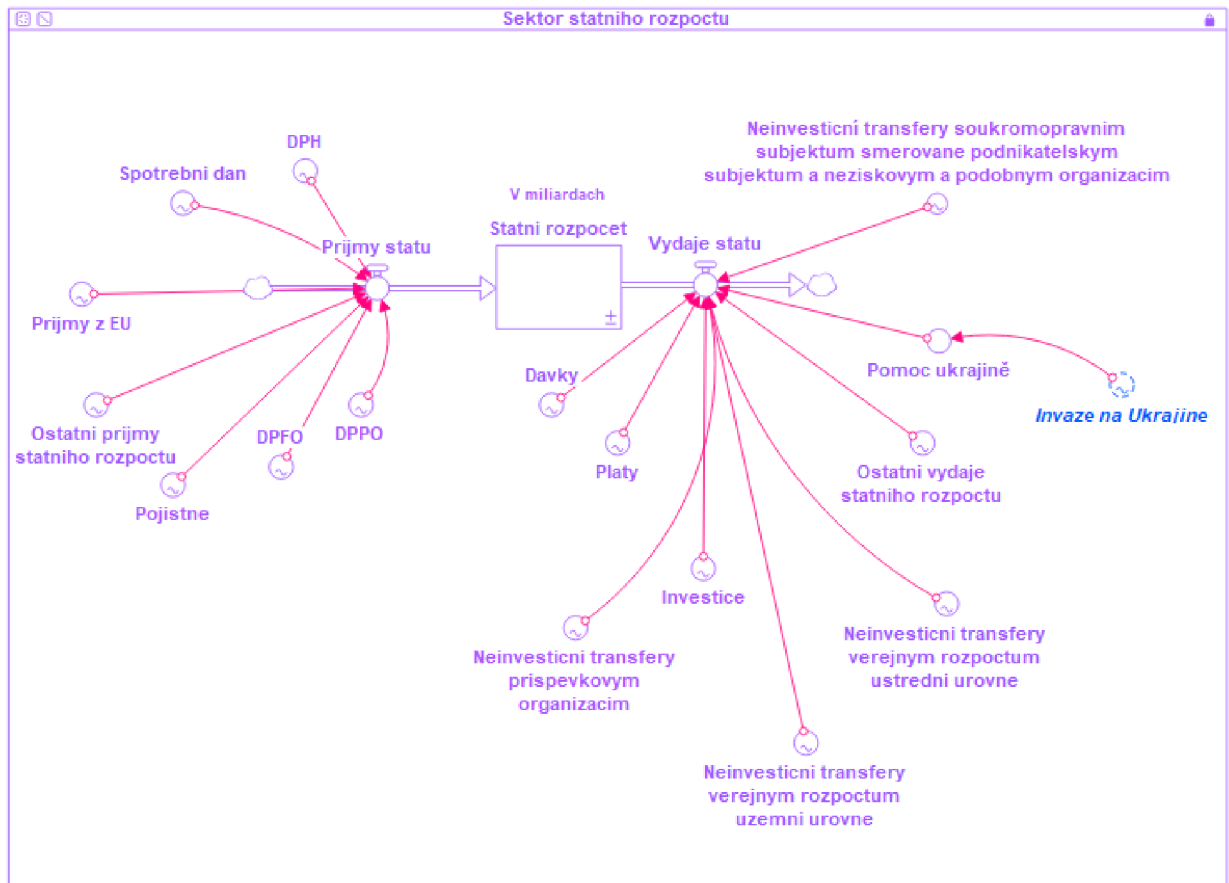 Sektor statniho rozpoctu
Neinvesticní transfery soukromopravnim
subjektum smerovane podnikatelskym
subjektum a neziskovym a podobnym organizacim
DPH
Spotrebni dan
V miliardach
Statni rozpocet
Prijmy statu
Vydaje statu
Prijmy z EU
Pomoc ukrajině
Davky
Invaze na Ukrajine
Ostatni prijmy
statniho rozpoctu
DPFO
DPPO
Platy
Ostatni vydaje
statniho rozpoctu
Pojistne
Investice
Neinvesticni transfery
prispevkovym
organizacim
Neinvesticni transfery
verejnym rozpoctum
ustredni urovne
Neinvesticni transfery
verejnym rozpoctum
uzemni urovne